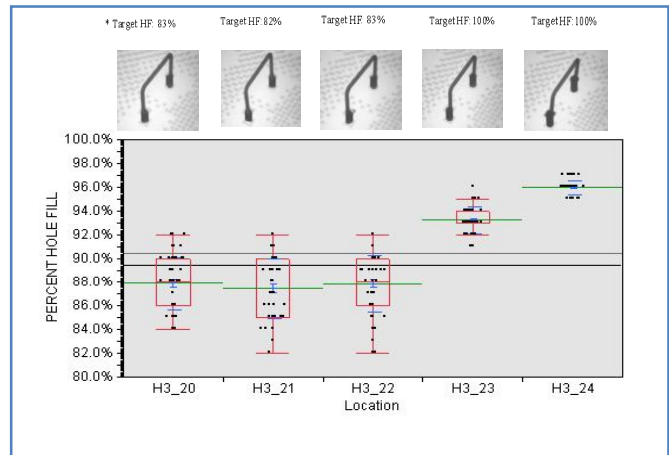 * Target HF: 83% Target HF: 82% Target HF: 83% Target HF: 100% Target HF: 100%
100.0%
98.0%
96.0%
94.0%
92.0%
90.0%
88.0%
86.0%
84.0%
82.0%
80.0%
PERCENT HOLE FILL
H3_20 H3_21 H3_22 H3_23 H3_24
Location